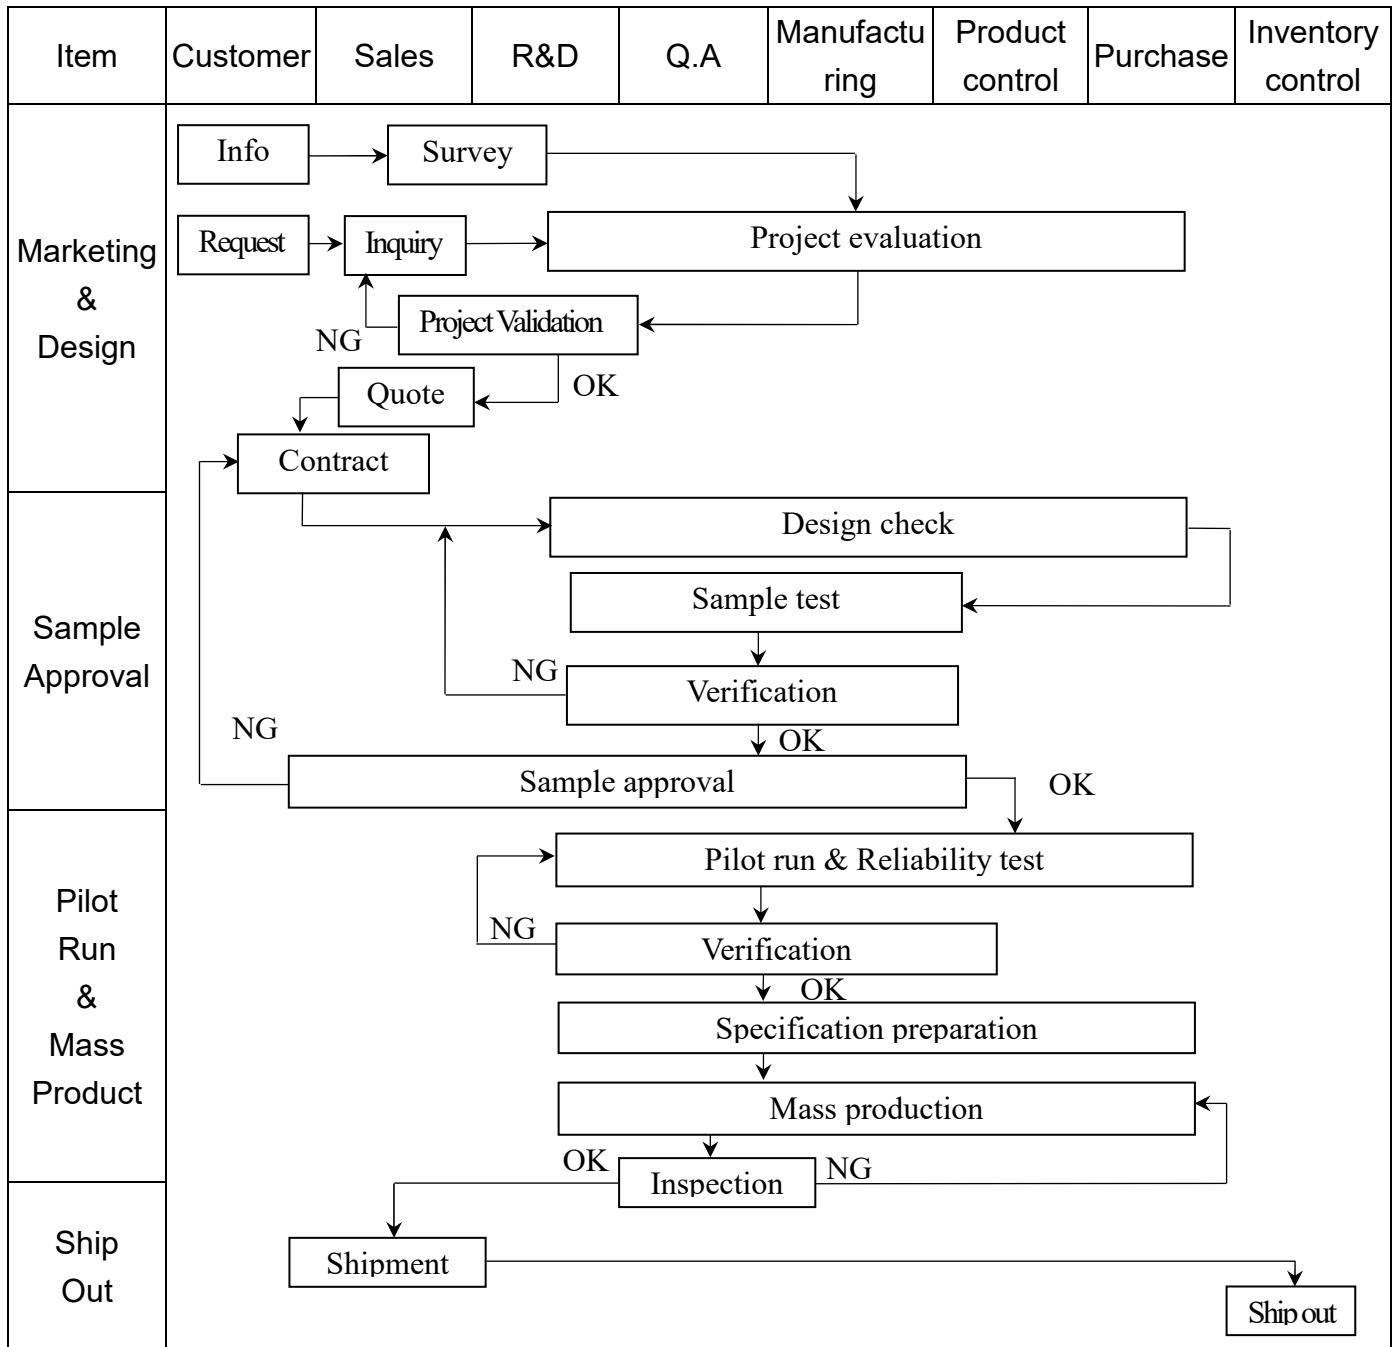 Item
Customer
Sales
R&D
Q.A
Manufactu
ring
Product
control
Purchase
Inventory
control
Marketing
&
Design
Info
Survey
Request
Inquiry
Project evaluation
Project Validation
NG
OK
Quote
Contract
Sample
Approval
Design check
Sample test
NG
Verification
NG
OK
Sample approval
OK
Pilot
Run
&
Mass
Product
Pilot run & Reliability test
NG
Verification
OK
Specification preparation
Mass production
OK
Inspection
NG
Ship
Out
Shipment
Ship out